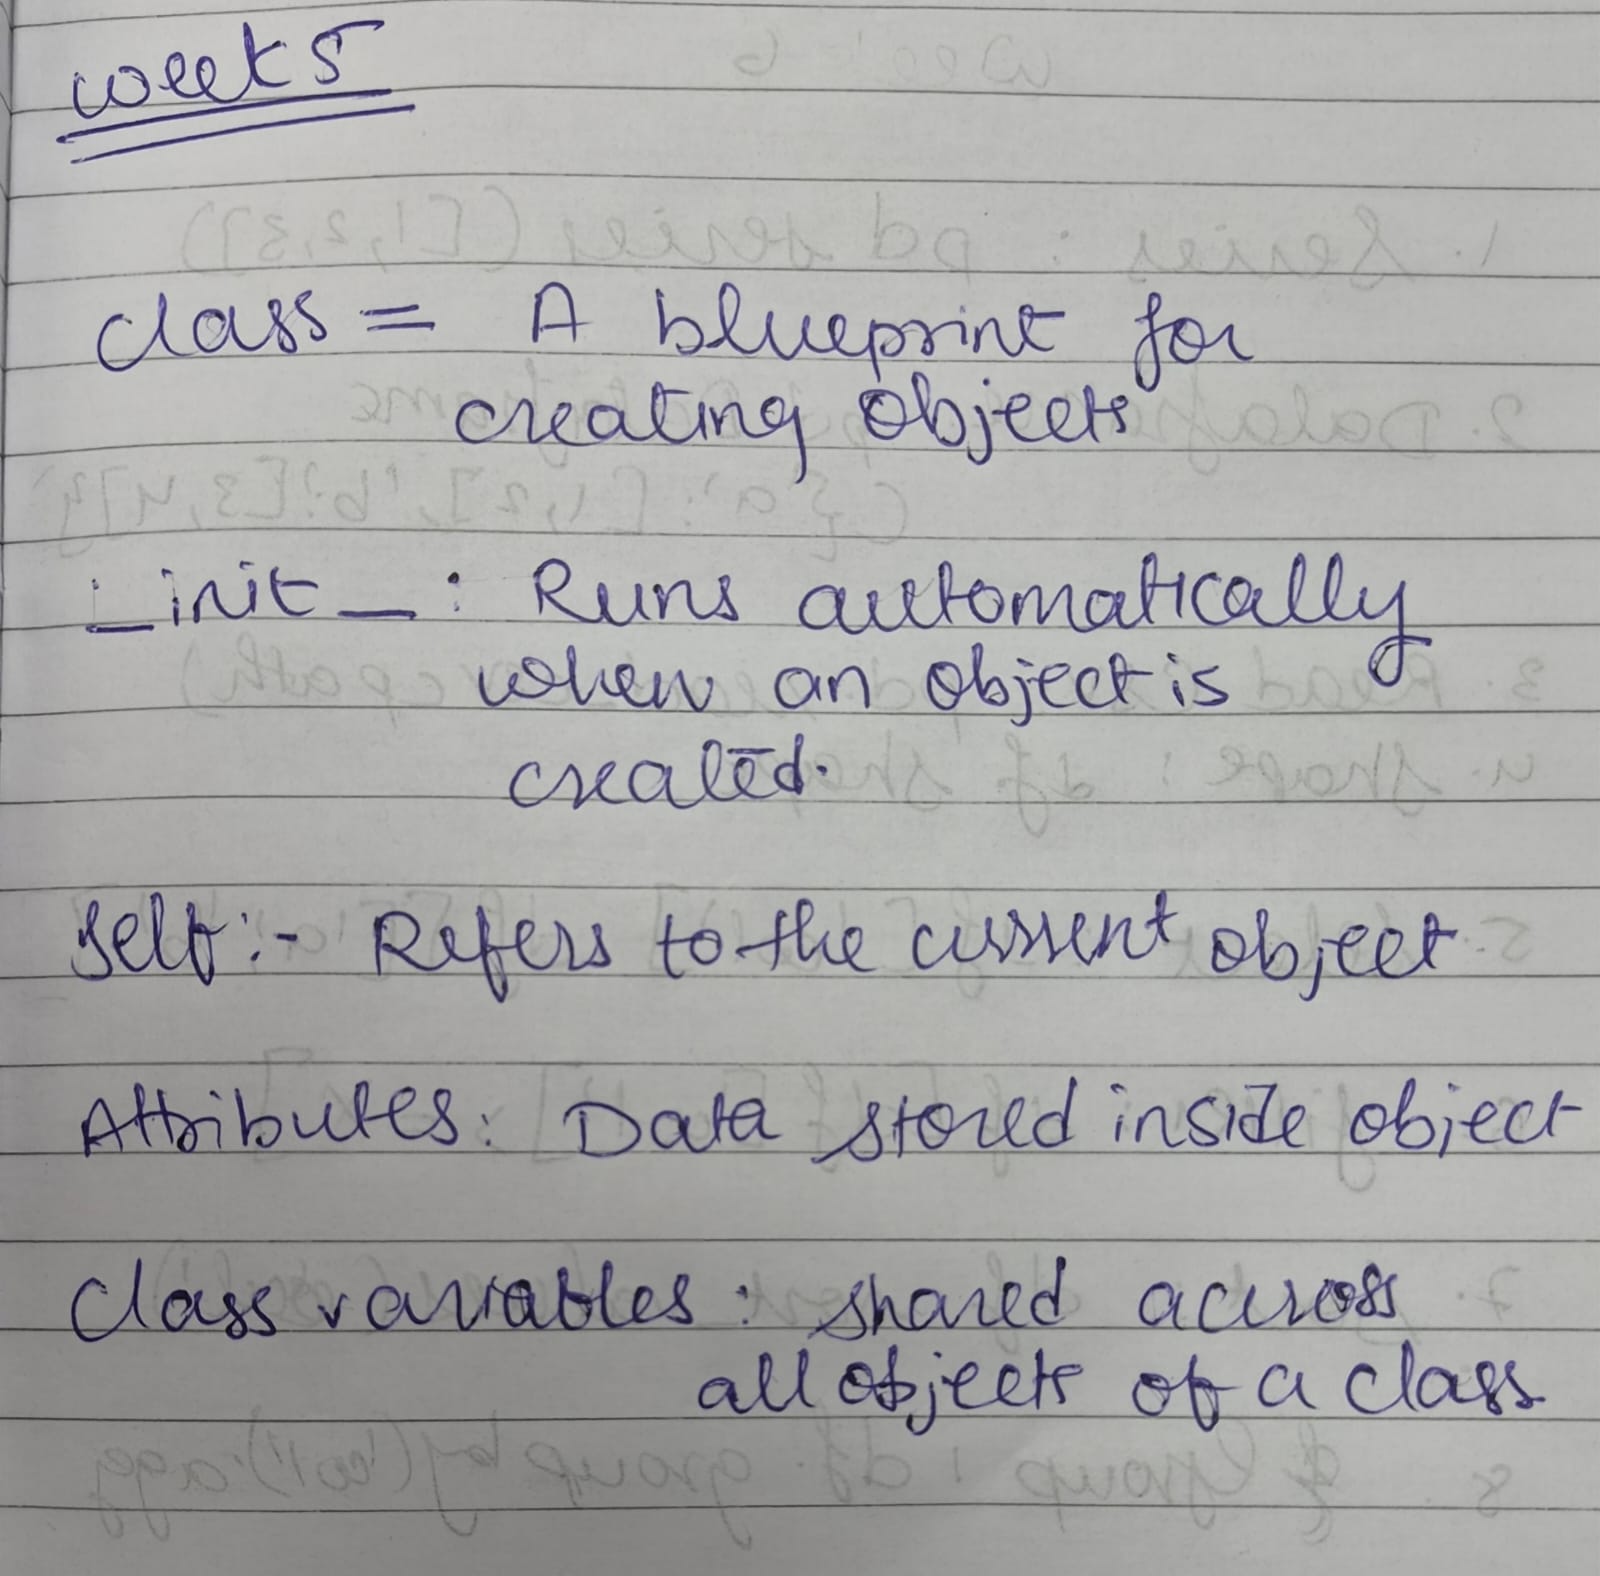 week 5
class = A blueprint for
creating objects
_init_ : Runs automatically
when an object is
created.
Self :- Refers to the current object
Attributes : Data stored inside object
Class variables : shared across
all objects of a class